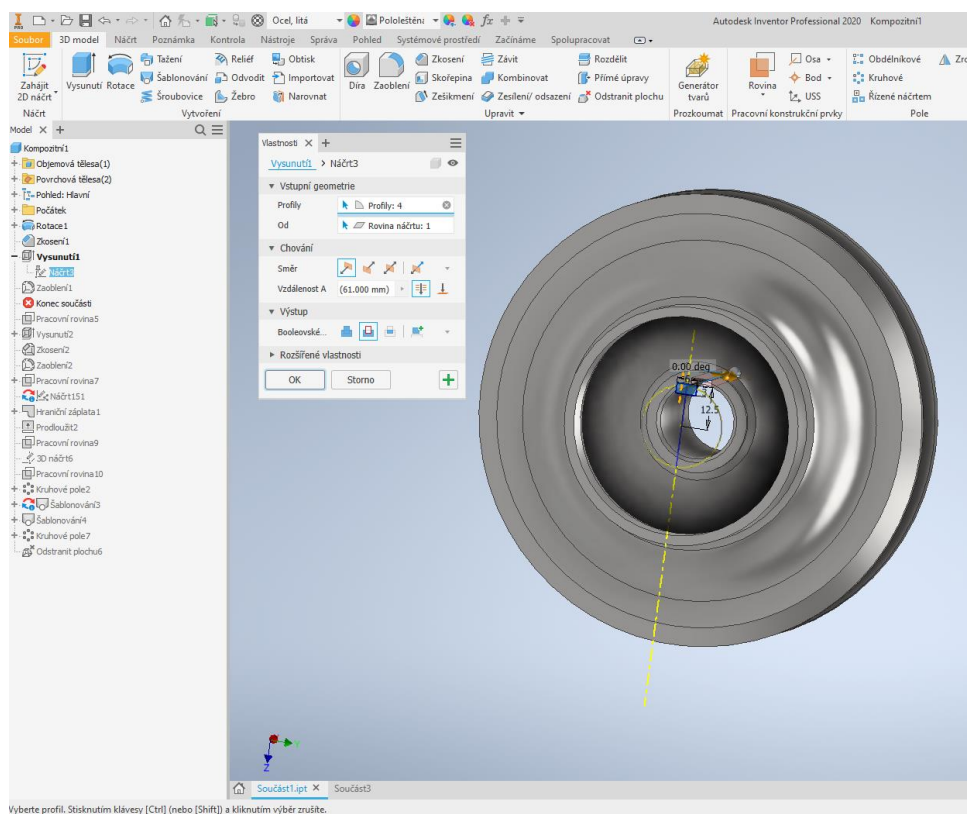 PRO Ocel, litá Pololeštěn: fx Autodesk Inventor Professional 2020 Kompozitní1
Soubor 3D model Náčrt Poznámka Kontrola Nástroje Správa Pohled Systémové prostředí Začínáme Spolupracovat
Tažení Reliéf Obtisk Zkosení Závit Rozdělit Osa Obdélníkové Zrc
Zahájit 2D náčrt Vysunutí Rotace Šablonování Odvodit Importovat Díra Zaoblení Skořepina Kombinovat Přímé úpravy Generátor tvarů Rovina Bod Kruhové
Šroubovice Žebro Narovnat Zešikmení Zesílení/ odsazení Odstranit plochu USS Řízené náčrtem
Náčrt Vytvoření Upravit Prozkoumat Pracovní konstrukční prvky Pole
Model × +
Kompozitní1
Objemová tělesa(1)
Povrchová tělesa(2)
Pohled: Hlavní
Počátek
Rotace1
Zkosení1
Vysunutí1
Náčrt3
Zaoblení1
Konec součásti
Pracovní rovina5
Vysunutí2
Zkosení2
Zaoblení2
Pracovní rovina7
Náčrt151
Hraniční záplata1
Prodloužit2
Pracovní rovina9
3D náčrt6
Pracovní rovina10
Kruhové pole2
Šablonování3
Šablonování4
Kruhové pole7
Odstranit plochu6
Vlastnosti × +
Vysunutí1 > Náčrt3
Vstupní geometrie
Profily Profily: 4
Od Rovina náčrtu: 1
Chování
Směr
Vzdálenost A (61.000 mm)
Výstup
Booleovské...
Rozšířené vlastnosti
OK Storno +
0.00 deg
12.5
Y
Z
Součást1.ipt × Součást3
Vyberte profil. Stisknutím klávesy [Ctrl] (nebo [Shift]) a kliknutím výběr zrušíte.